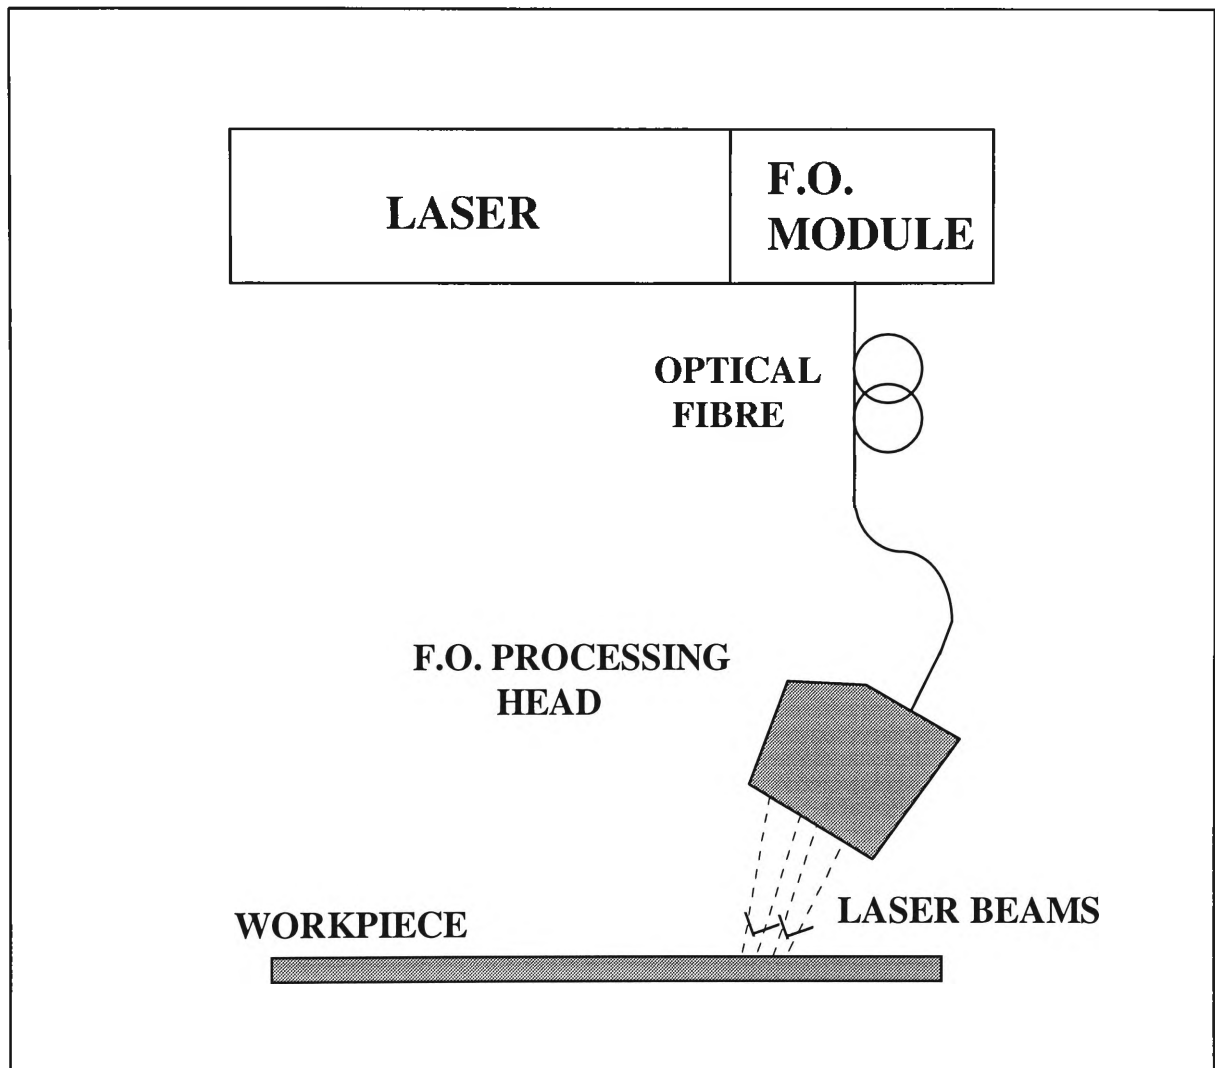 LASER
F.O.
MODULE
OPTICAL
FIBRE
F.O. PROCESSING
HEAD
LASER BEAMS
WORKPIECE